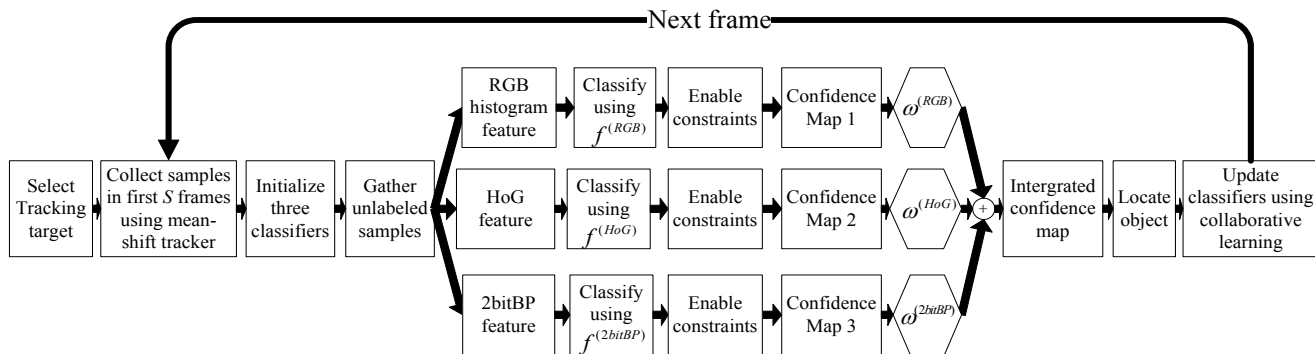 Next frame
Select
Tracking
target
Collect samples
in first S frames
using mean-
shift tracker
Initialize
three
classifiers
Gather
unlabeled
samples
RGB
histogram
feature
Classify
using
f^(RGB)
Enable
constraints
Confidence
Map 1
ω^(RGB)
HoG
feature
Classify
using
f^(HoG)
Enable
constraints
Confidence
Map 2
ω^(HoG)
2bitBP
feature
Classify
using
f^(2bitBP)
Enable
constraints
Confidence
Map 3
ω^(2bitBP)
+
Intergrated
confidence
map
Locate
object
Update
classifiers using
collaborative
learning